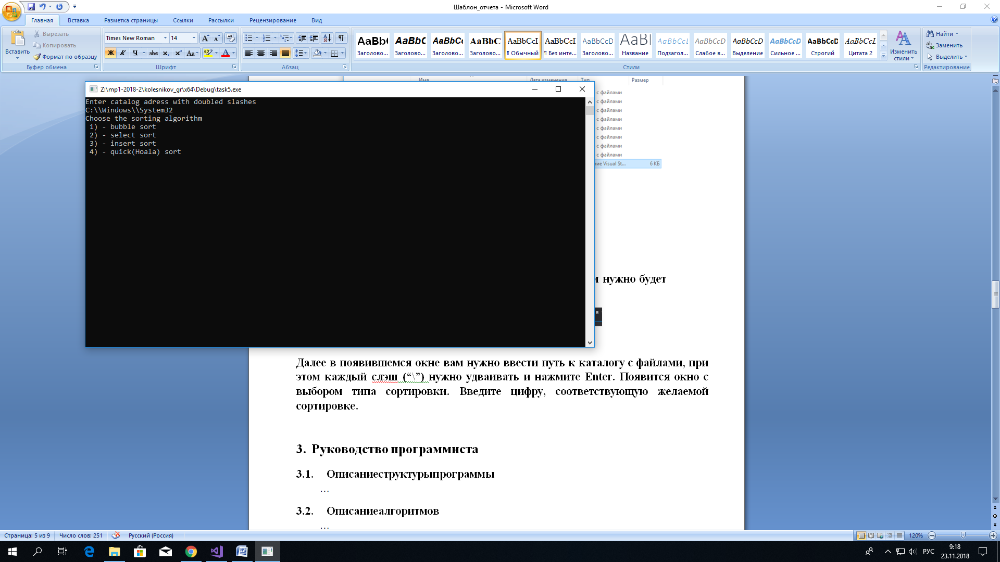 Шаблон_отчета - Microsoft Word
Главная Вставка Разметка страницы Ссылки Рассылки Рецензирование Вид
Вставить
Вырезать
Копировать
Формат по образцу
Буфер обмена
Times New Roman 14
Ж К Ч abc x₂ x² Aa
Шрифт
Абзац
AaBbC AaBbC AaBbC AaBbC AaBbCcI AaBbCcI AaBbCcD AaBl AaBbCcL AaBbCcD AaBbCcD AaBbCcD AaBbCcD AaBbCcI
Заголово... Заголово... Заголово... Заголово... ¶ Обычный ¶ Без инте... Заголово... Название Подзагол... Слабое в... Выделение Сильное ... Строгий Цитата 2
Изменить стили
Стили
Найти
Заменить
Выделить
Редактирование
Имя Дата изменения Тип Размер
Z:\mp1-2018-2\kolesnikov_gr\x64\Debug\task5.exe
Enter catalog adress with doubled slashes
C:\\Windows\\System32
Choose the sorting algorithm
1) - bubble sort
2) - select sort
3) - insert sort
4) - quick(Hoala) sort
с файлами
с файлами
с файлами
с файлами
с файлами
с файлами
с файлами
с файлами
ние Visual St... 6 КБ
нужно будет
Далее в появившемся окне вам нужно ввести путь к каталогу с файлами, при
этом каждый слэш (“\”) нужно удваивать и нажмите Enter. Появится окно с
выбором типа сортировки. Введите цифру, соответствующую желаемой
сортировке.
3. Руководство программиста
3.1. Описаниеструктурыпрограммы
…
3.2. Описаниеалгоритмов
…
Страница: 5 из 9 Число слов: 251 Русский (Россия) 120%
РУС
9:18
23.11.2018